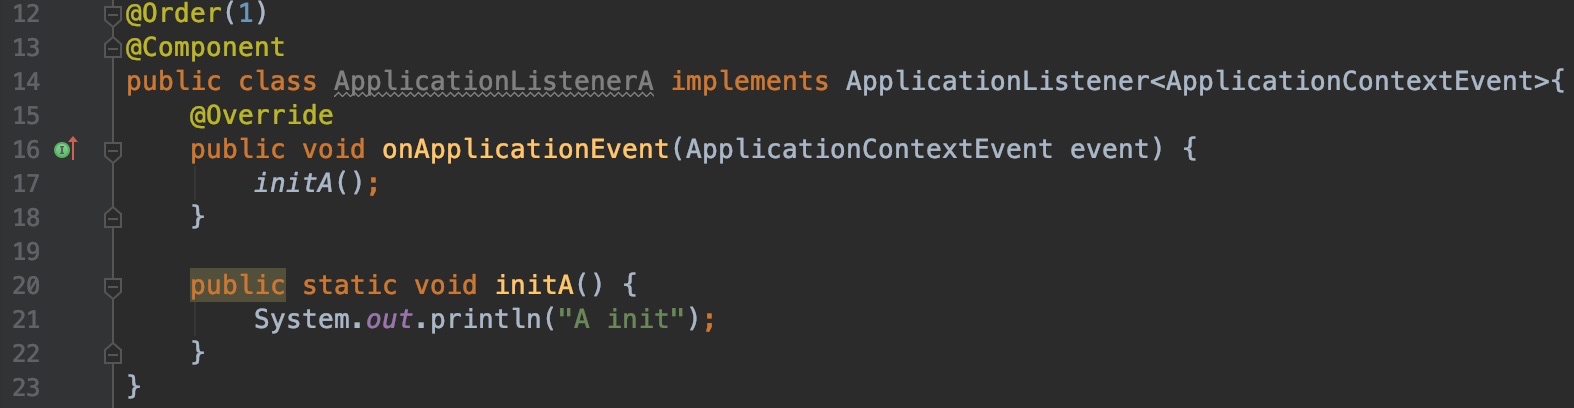 12 @Order(1)
13 @Component
14 public class ApplicationListenerA implements ApplicationListener<ApplicationContextEvent>{
15     @Override
16     public void onApplicationEvent(ApplicationContextEvent event) {
17         initA();
18     }
19
20     public static void initA() {
21         System.out.println("A init");
22     }
23 }